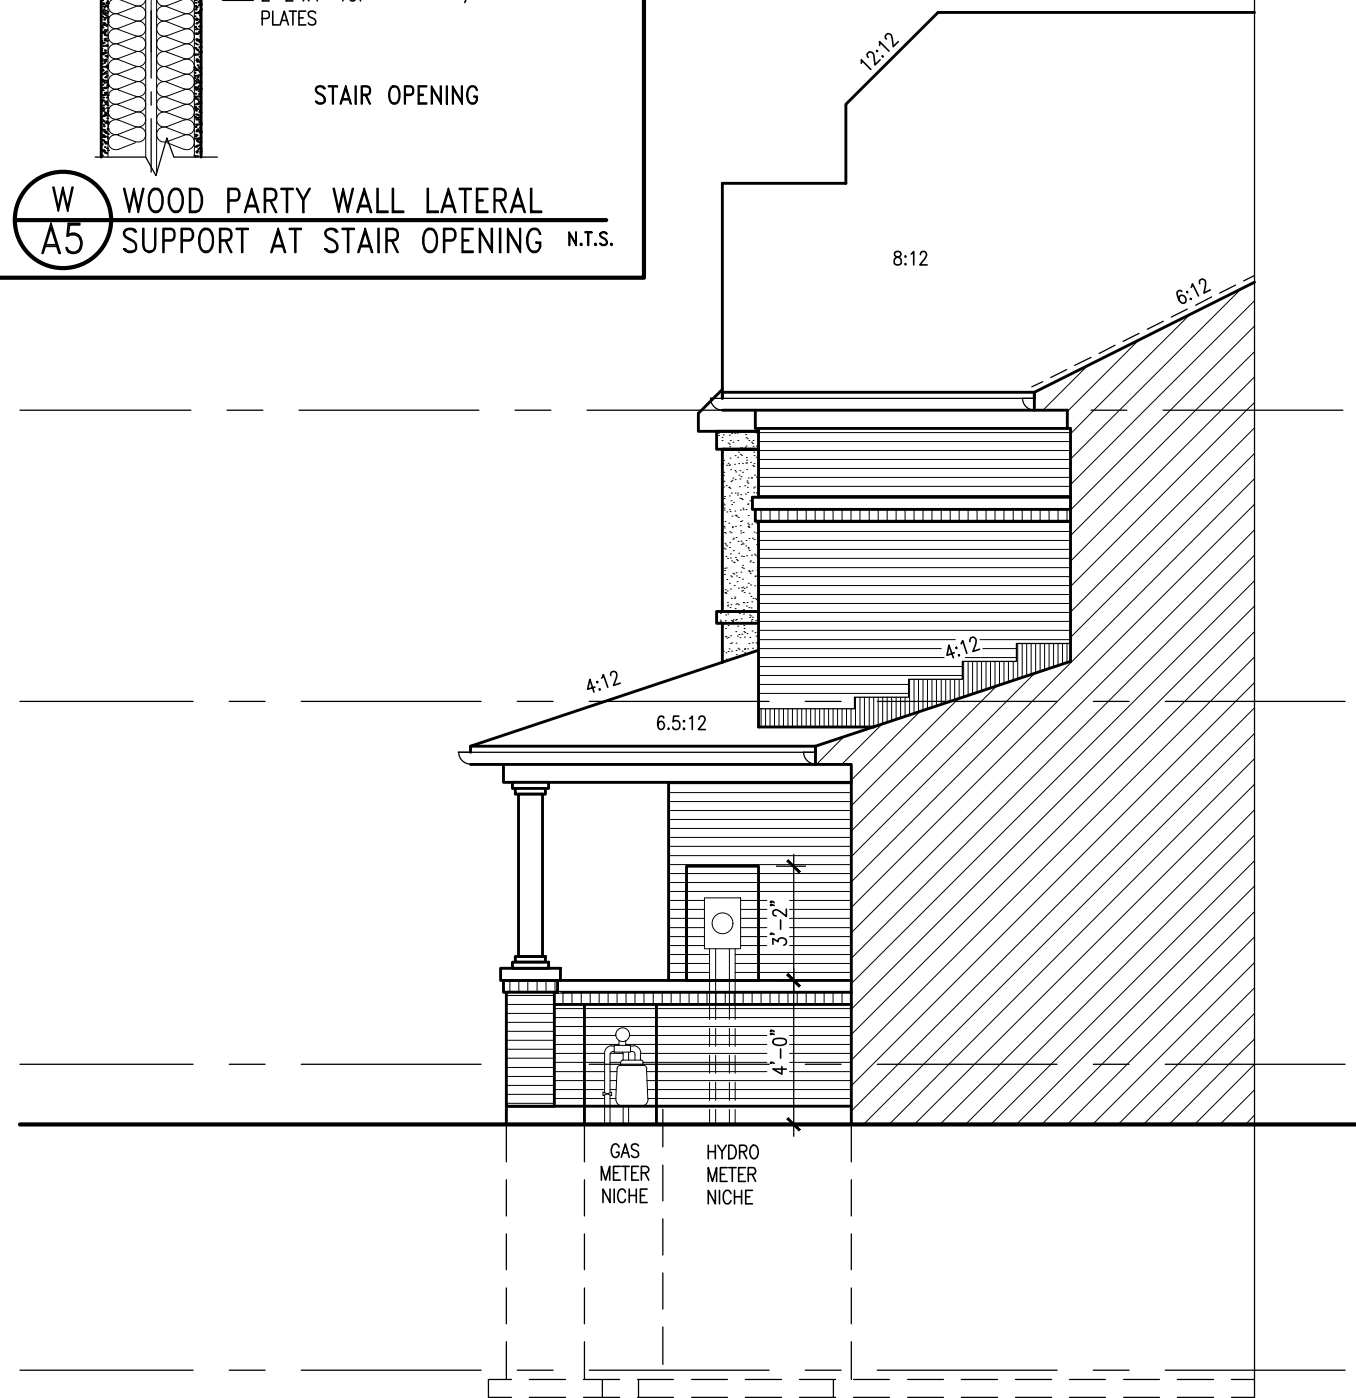 PLATES
STAIR OPENING
W
A5
WOOD PARTY WALL LATERAL
SUPPORT AT STAIR OPENING N.T.S.
12:12
8:12
6:12
4:12
4:12
6.5:12
3'-2"
4'-0"
GAS
METER
NICHE
HYDRO
METER
NICHE